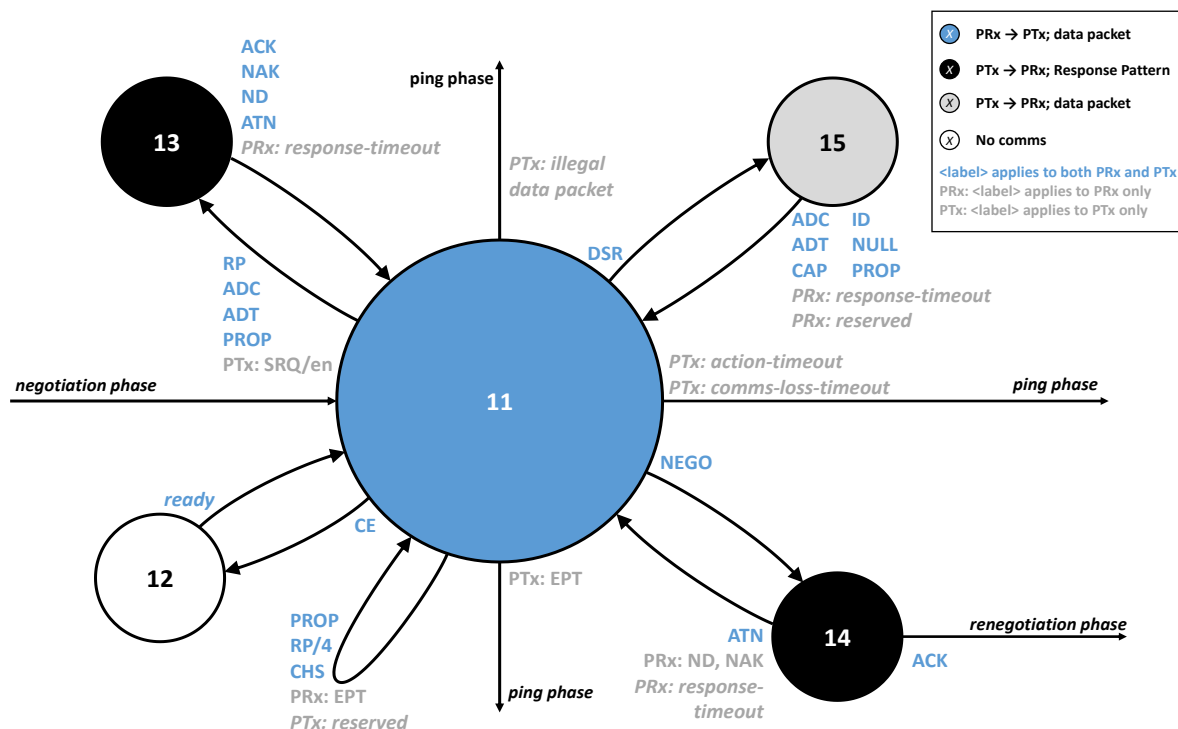 ACK
NAK
ND
ATN
PRx: response-timeout
13
RP
ADC
ADT
PROP
PTx: SRQ/en
ping phase
PTx: illegal
data packet
DSR
15
ADC ID
ADT NULL
CAP PROP
PRx: response-timeout
PRx: reserved
X PRx → PTx; data packet
X PTx → PRx; Response Pattern
X PTx → PRx; data packet
X No comms
<label> applies to both PRx and PTx
PRx: <label> applies to PRx only
PTx: <label> applies to PTx only
negotiation phase
11
PTx: action-timeout
PTx: comms-loss-timeout
ping phase
ready
12
CE
PROP
RP/4
CHS
PRx: EPT
PTx: reserved
PTx: EPT
ping phase
NEGO
14
ATN
PRx: ND, NAK
PRx: response-
timeout
renegotiation phase
ACK